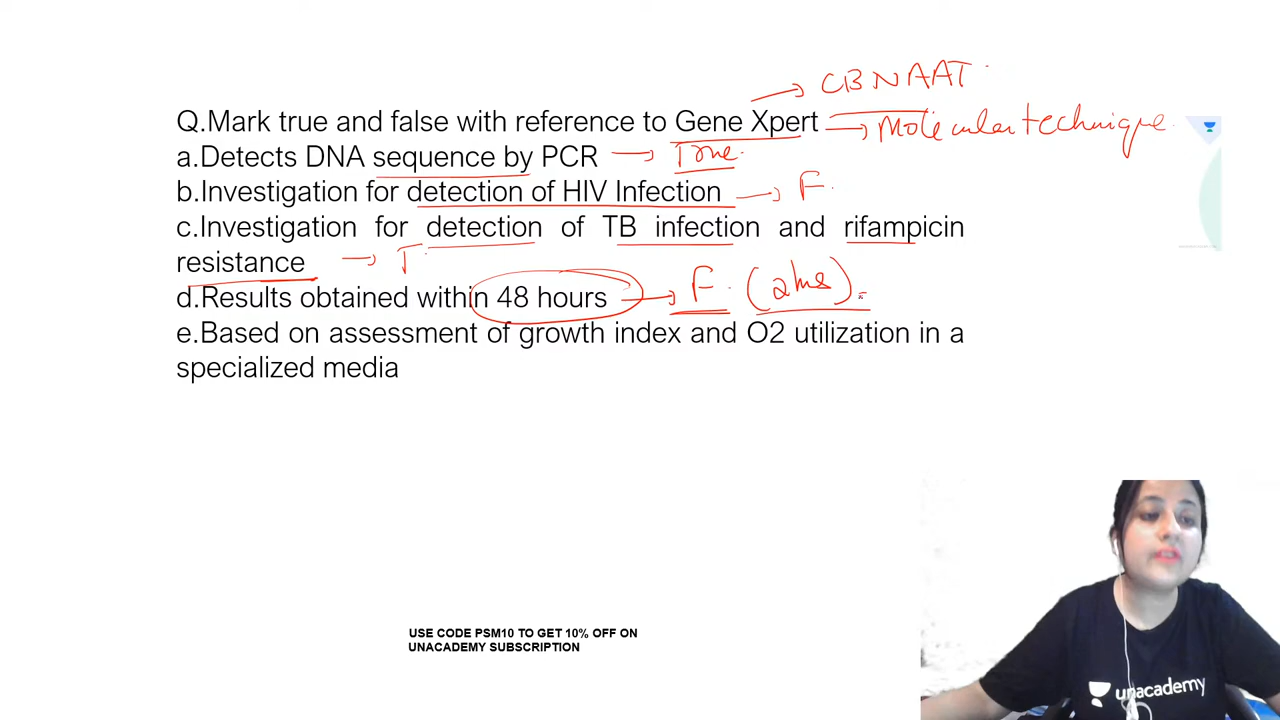 CBNAAT
Q.Mark true and false with reference to Gene Xpert → Molecular technique.
a.Detects DNA sequence by PCR → True.
b.Investigation for detection of HIV Infection → F.
c.Investigation for detection of TB infection and rifampicin
resistance → T.
d.Results obtained within 48 hours → F. (2hrs).
e.Based on assessment of growth index and O2 utilization in a
specialized media
unacademy
USE CODE PSM10 TO GET 10% OFF ON
UNACADEMY SUBSCRIPTION